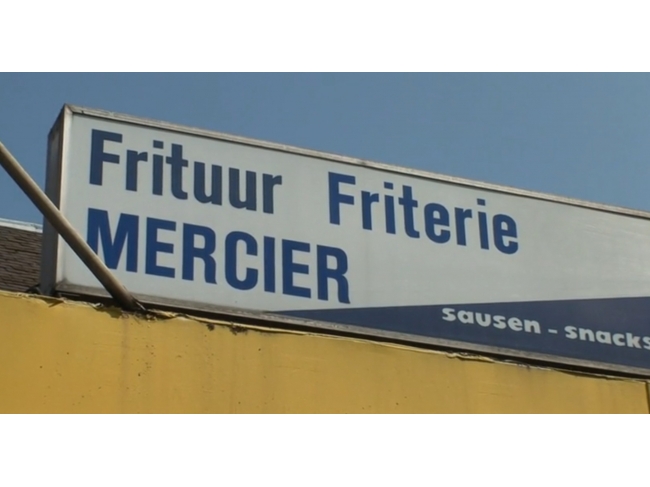 Frituur Friterie
MERCIER
sausen - snacks